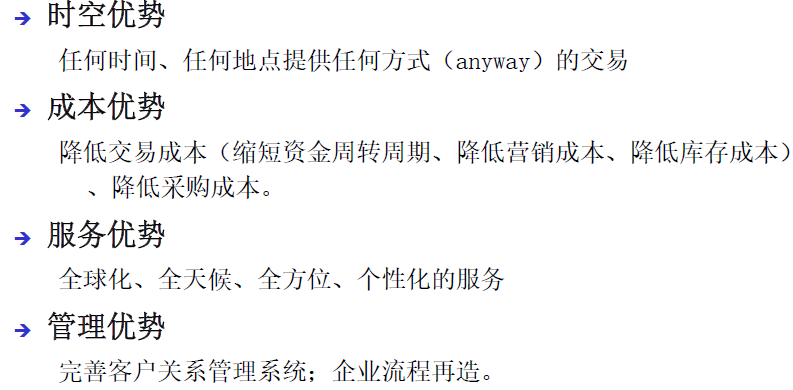 时空优势
任何时间、任何地点提供任何方式（anyway）的交易
成本优势
降低交易成本（缩短资金周转周期、降低营销成本、降低库存成本）
、降低采购成本。
服务优势
全球化、全天候、全方位、个性化的服务
管理优势
完善客户关系管理系统；企业流程再造。